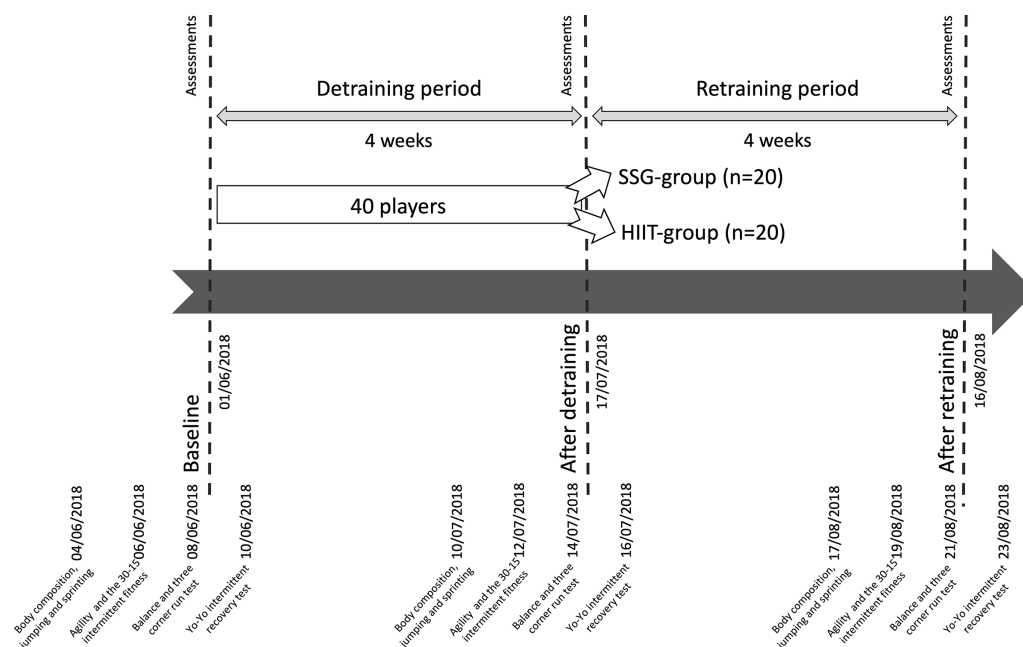 Assessments
Assessments
Assessments
Detraining period
Retraining period
4 weeks
4 weeks
40 players
SSG-group (n=20)
HIIT-group (n=20)
Baseline
01/06/2018
After detraining
17/07/2018
After retraining
16/08/2018
04/06/2018
06/06/2018
08/06/2018
10/06/2018
10/07/2018
12/07/2018
14/07/2018
16/07/2018
17/08/2018
19/08/2018
21/08/2018
23/08/2018
Body composition,
jumping and sprinting
Agility and the 30-15
intermittent fitness
Balance and three
corner run test
Yo-Yo intermittent
recovery test
Body composition,
jumping and sprinting
Agility and the 30-15
intermittent fitness
Balance and three
corner run test
Yo-Yo intermittent
recovery test
Body composition,
jumping and sprinting
Agility and the 30-15
intermittent fitness
Balance and three
corner run test
Yo-Yo intermittent
recovery test